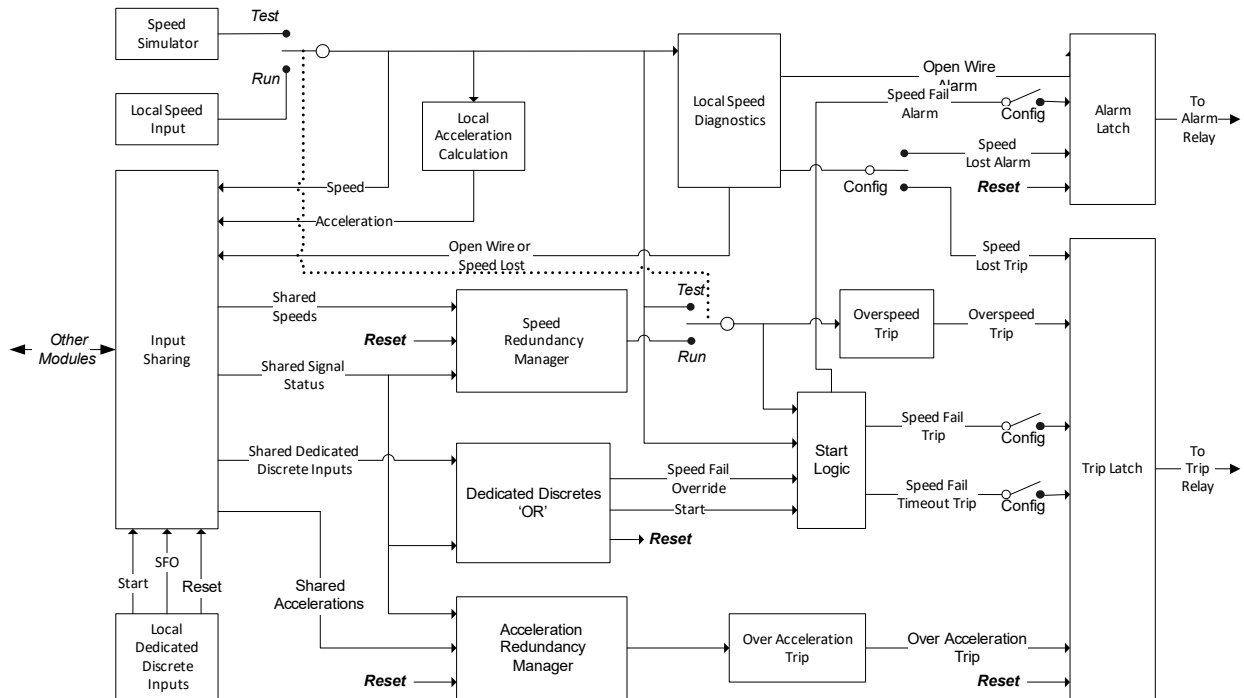 Speed
Simulator
Test
Run
Local Speed
Input
Local
Acceleration
Calculation
Local Speed
Diagnostics
Open Wire
Alarm
Speed Fail
Alarm
Config
Alarm
Latch
To
Alarm
Relay
Speed
Lost Alarm
Config
Reset
Speed
Acceleration
Open Wire or
Speed Lost
Speed
Lost Trip
Other
Modules
Input
Sharing
Shared
Speeds
Reset
Shared Signal
Status
Speed
Redundancy
Manager
Test
Run
Overspeed
Trip
Overspeed
Trip
Shared Dedicated
Discrete Inputs
Dedicated Discretes
‘OR’
Speed Fail
Override
Start
Reset
Start
Logic
Speed Fail
Trip
Config
Speed Fail
Timeout Trip
Config
Trip Latch
To
Trip
Relay
Start
SFO
Reset
Local
Dedicated
Discrete
Inputs
Shared
Accelerations
Reset
Acceleration
Redundancy
Manager
Over Acceleration
Trip
Over Acceleration
Trip
Reset